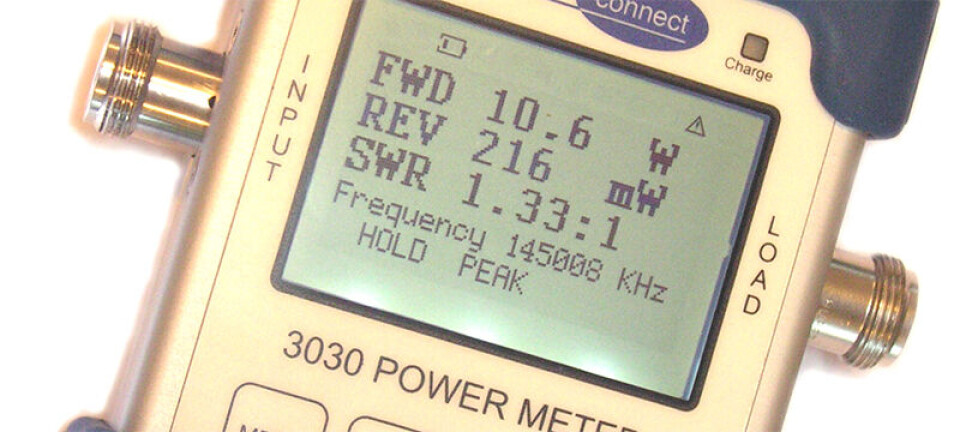 connect
Charge
INPUT
FWD 10.6 W
REV 216 mW
SWR 1.33:1
Frequency 145008 KHz
HOLD PEAK
LOAD
3030 POWER METER